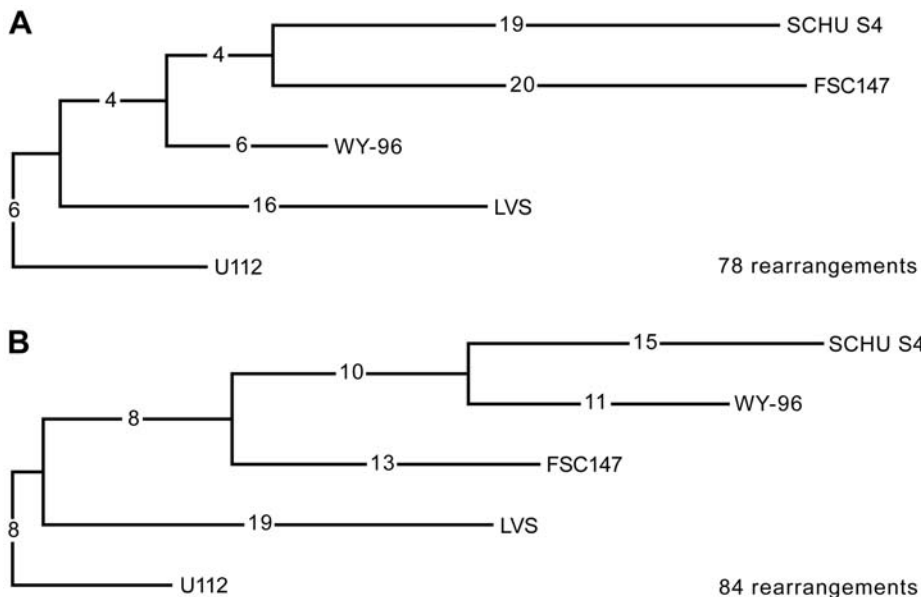 A
19 SCHU S4
4
20 FSC147
4
6 WY-96
6
16 LVS
U112
78 rearrangements
B
15 SCHU S4
10
11 WY-96
8
13 FSC147
8
19 LVS
U112
84 rearrangements